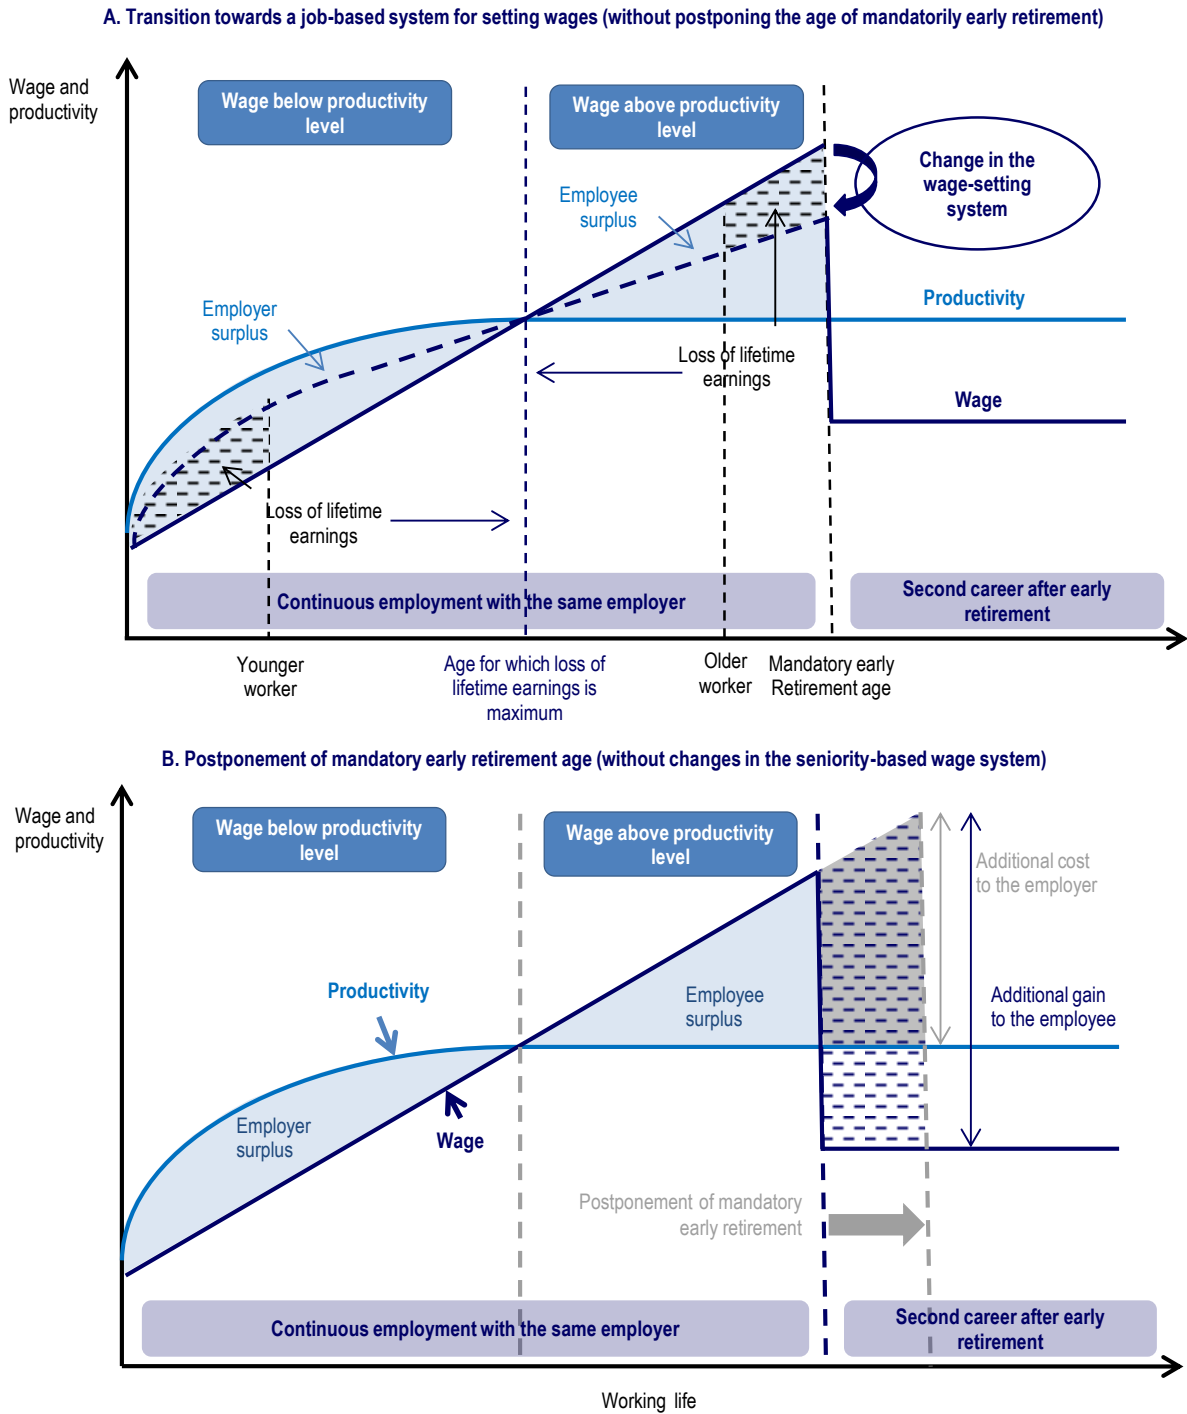 A. Transition towards a job-based system for setting wages (without postponing the age of mandatorily early retirement)
Wage and
productivity
Wage below productivity
level
Wage above productivity
level
Change in the
wage-setting
system
Employee
surplus
Employer
surplus
Productivity
Loss of lifetime
earnings
Wage
Loss of lifetime
earnings
Continuous employment with the same employer
Second career after early
retirement
Younger
worker
Age for which loss of
lifetime earnings is
maximum
Older
worker
Mandatory early
Retirement age
B. Postponement of mandatory early retirement age (without changes in the seniority-based wage system)
Wage and
productivity
Wage below productivity
level
Wage above productivity
level
Additional cost
to the employer
Productivity
Employee
surplus
Additional gain
to the employee
Employer
surplus
Wage
Postponement of mandatory
early retirement
Continuous employment with the same employer
Second career after early
retirement
Working life